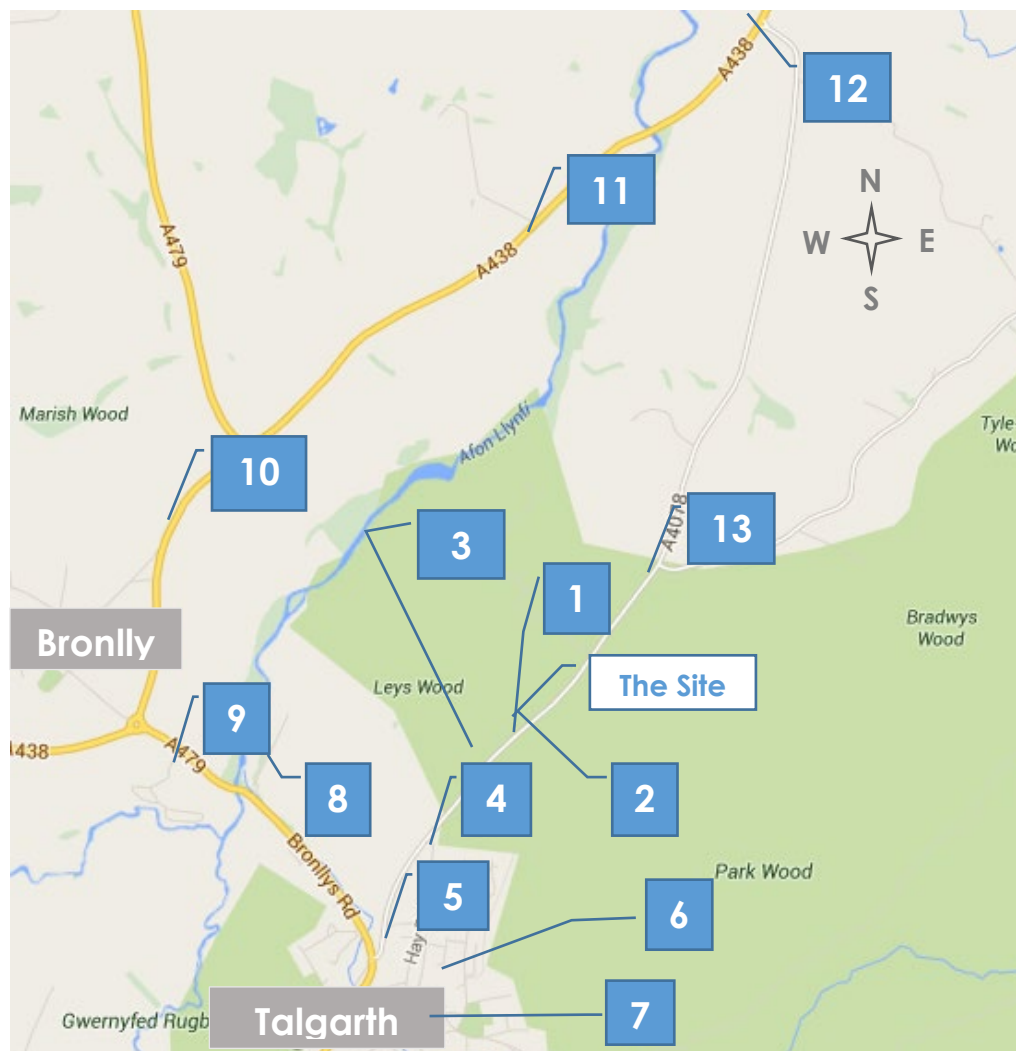 A438
12
N
11
W E
S
A479
A438
Marish Wood
Afon Llynfi
Tyle-
Wo
10
A4078
13
3
1
Bradwys
Wood
Bronlly
The Site
Leys Wood
9
A479
1438
8
4
2
Bronllys Rd
Park Wood
5
6
Hay
Gwernyfed Rugb
Talgarth
7